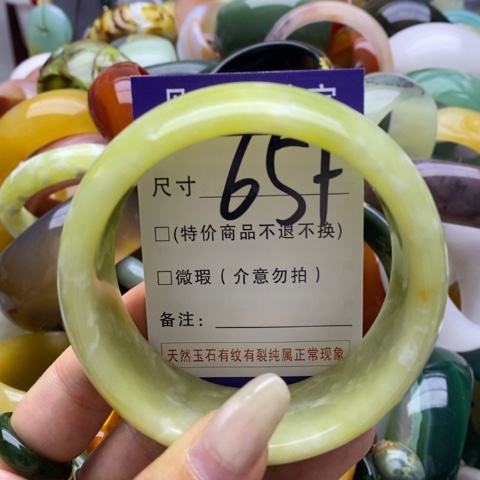 尺寸 65+
□(特价商品不退不换)
□微瑕(介意勿拍)
备注:
天然玉石有纹有裂纯属正常现象